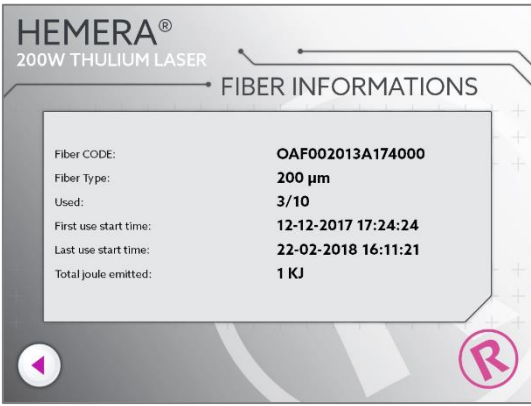 HEMERA®
200W THULIUM LASER
FIBER INFORMATIONS
Fiber CODE: OAF002013A174000
Fiber Type: 200 µm
Used: 3/10
First use start time: 12-12-2017 17:24:24
Last use start time: 22-02-2018 16:11:21
Total joule emitted: 1 KJ
R